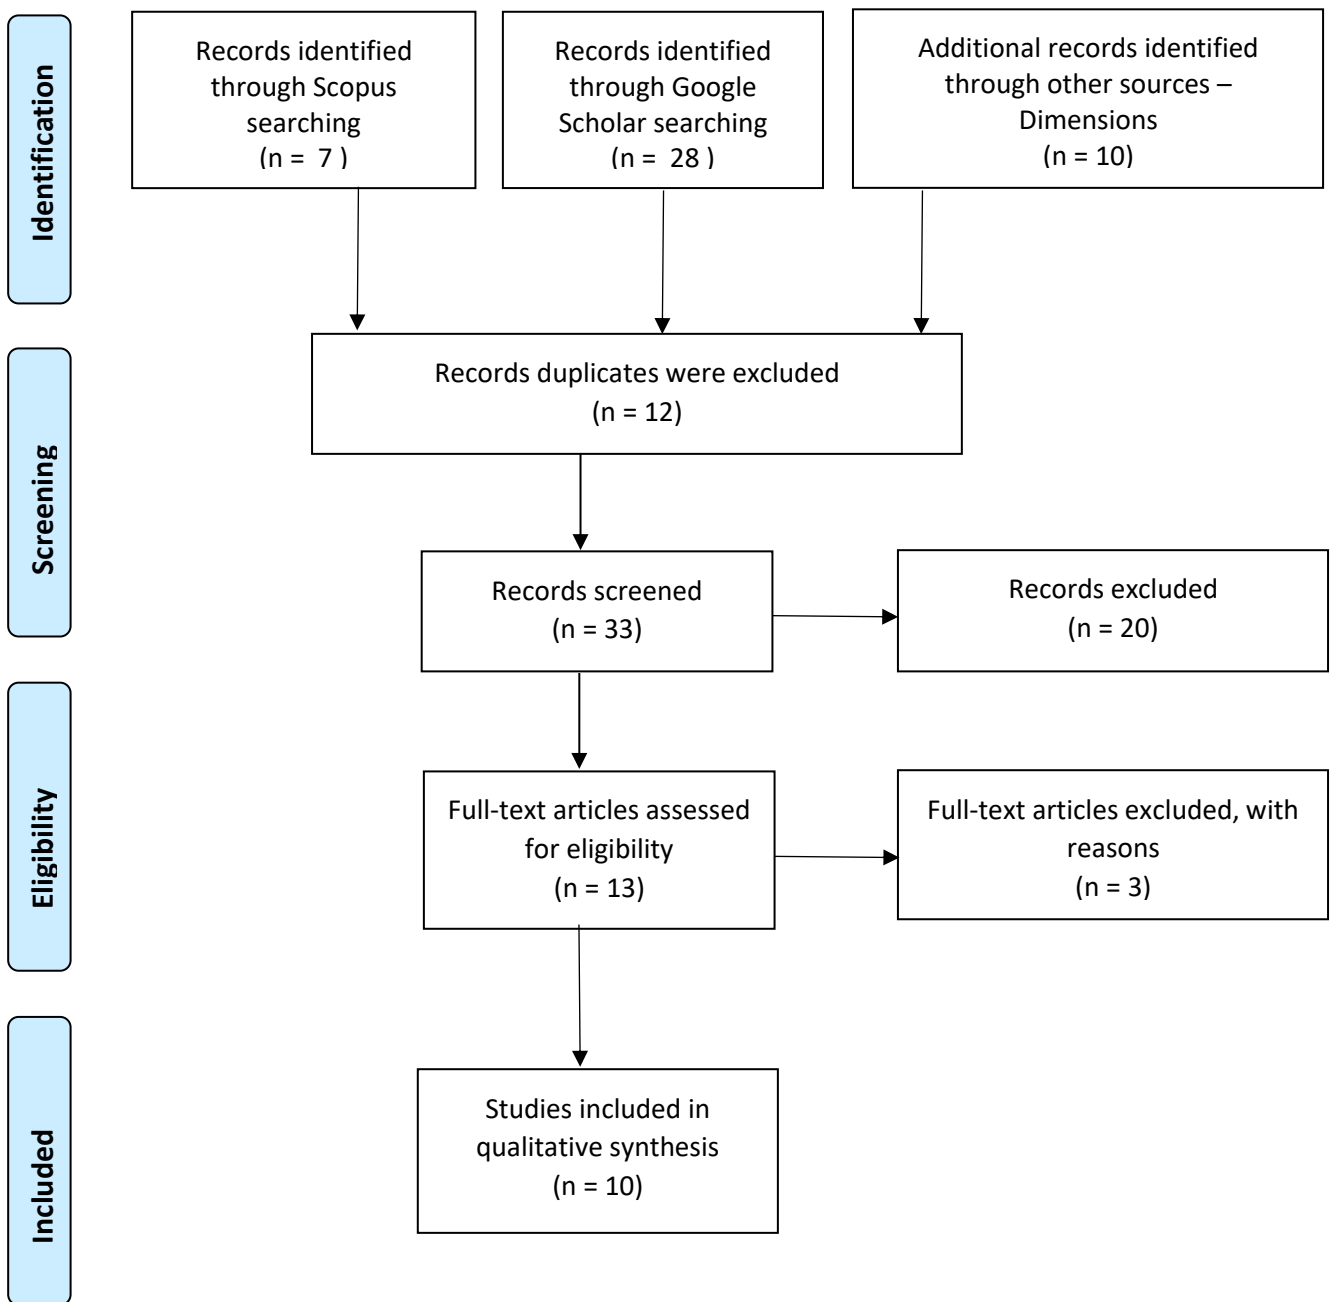 Identification
Records identified
through Scopus
searching
(n =  7 )
Records identified
through Google
Scholar searching
(n =  28 )
Additional records identified
through other sources –
Dimensions
(n = 10)
Screening
Records duplicates were excluded
(n = 12)
Records screened
(n = 33)
Records excluded
(n = 20)
Eligibility
Full-text articles assessed
for eligibility
(n = 13)
Full-text articles excluded, with
reasons
(n = 3)
Included
Studies included in
qualitative synthesis
(n = 10)